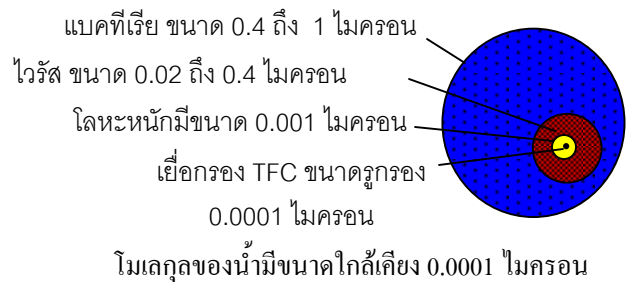 แบคทีเรีย ขนาด 0.4 ถึง 1 ไมครอน
ไวรัส ขนาด 0.02 ถึง 0.4 ไมครอน
โลหะหนักมีขนาด 0.001 ไมครอน
เยื่อกรอง TFC ขนาดรูกรอง
0.0001 ไมครอน
โมเลกุลของน้ำมีขนาดใกล้เคียง 0.0001 ไมครอน